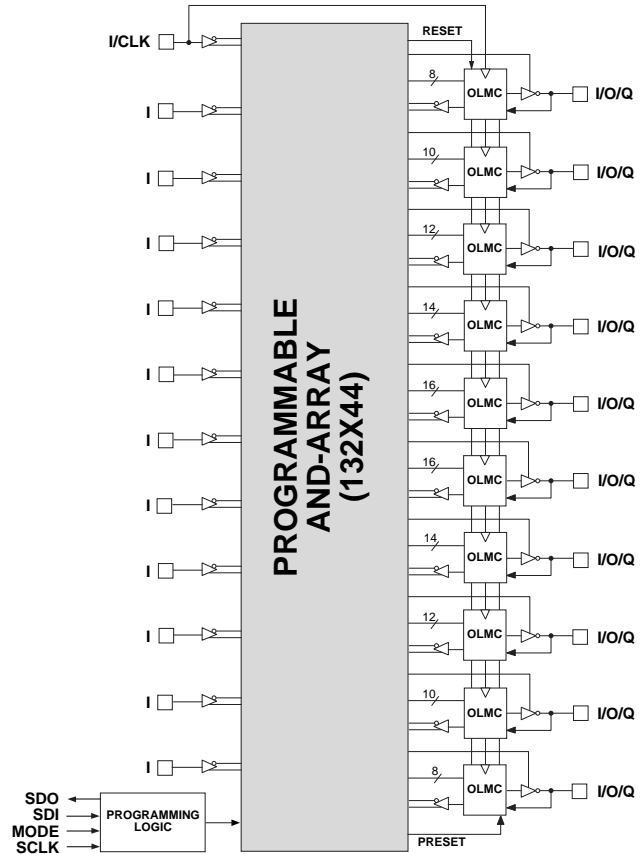 RESET
I/CLK
8
OLMC
I/O/Q
I
10
OLMC
I/O/Q
I
12
OLMC
I/O/Q
I
14
OLMC
I/O/Q
I
16
OLMC
I/O/Q
I
16
OLMC
I/O/Q
I
14
OLMC
I/O/Q
I
12
OLMC
I/O/Q
I
10
OLMC
I/O/Q
I
8
OLMC
I/O/Q
I
I
PROGRAMMABLE
AND-ARRAY
(132X44)
SDO
SDI
MODE
SCLK
PROGRAMMING
LOGIC
PRESET